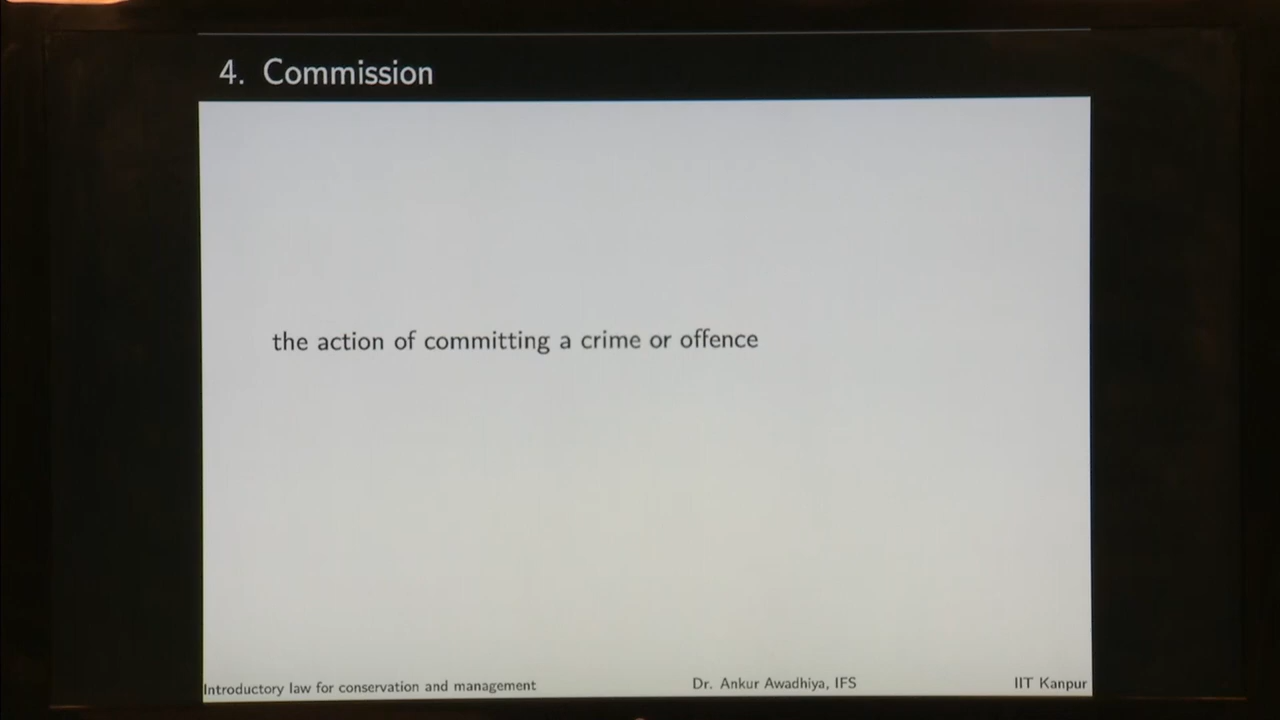 4. Commission
the action of committing a crime or offence
Introductory law for conservation and management Dr. Ankur Awadhiya, IFS IIT Kanpur